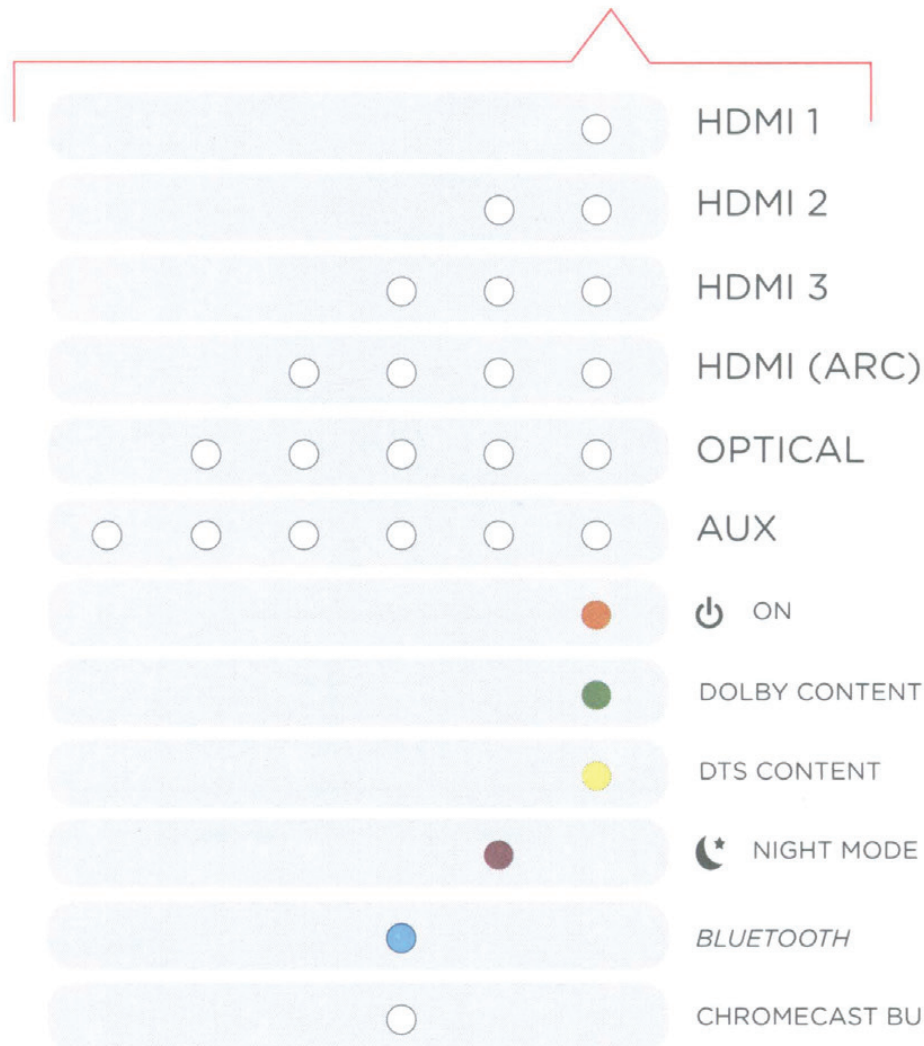 HDMI 1
HDMI 2
HDMI 3
HDMI (ARC)
OPTICAL
AUX
ON
DOLBY CONTENT
DTS CONTENT
NIGHT MODE
BLUETOOTH
CHROMECAST BU